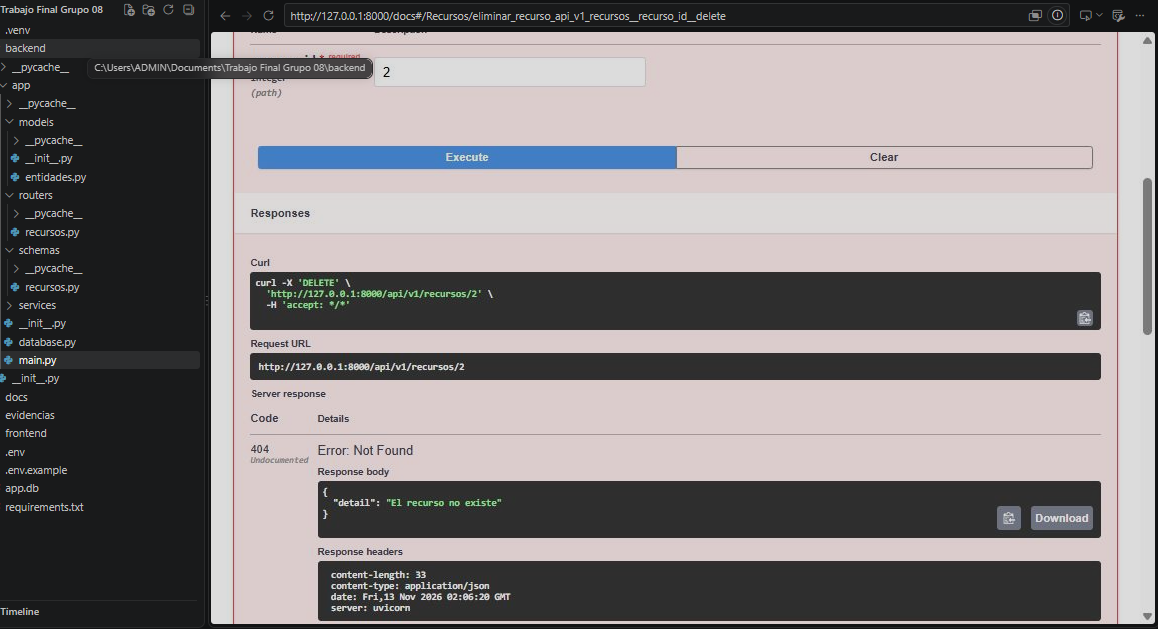 Trabajo Final Grupo 08
.venv
backend
__pycache__
C:\Users\ADMIN\Documents\Trabajo Final Grupo 08\backend
app
__pycache__
models
__pycache__
__init__.py
entidades.py
routers
__pycache__
recursos.py
schemas
__pycache__
recursos.py
services
__init__.py
database.py
main.py
__init__.py
docs
evidencias
frontend
.env
.env.example
app.db
requirements.txt
Timeline
http://127.0.0.1:8000/docs#/Recursos/eliminar_recurso_api_v1_recursos__recurso_id__delete
* required
integer
(path)
2
Execute
Clear
Responses
Curl
curl -X 'DELETE' \
'http://127.0.0.1:8000/api/v1/recursos/2' \
-H 'accept: */*'
Request URL
http://127.0.0.1:8000/api/v1/recursos/2
Server response
Code Details
404 Error: Not Found
Undocumented
Response body
{
"detail": "El recurso no existe"
}
Download
Response headers
content-length: 33
content-type: application/json
date: Fri,13 Nov 2026 02:06:20 GMT
server: uvicorn